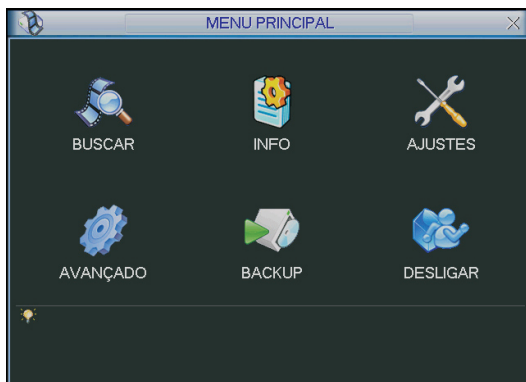 MENU PRINCIPAL
BUSCAR
INFO
AJUSTES
AVANÇADO
BACKUP
DESLIGAR